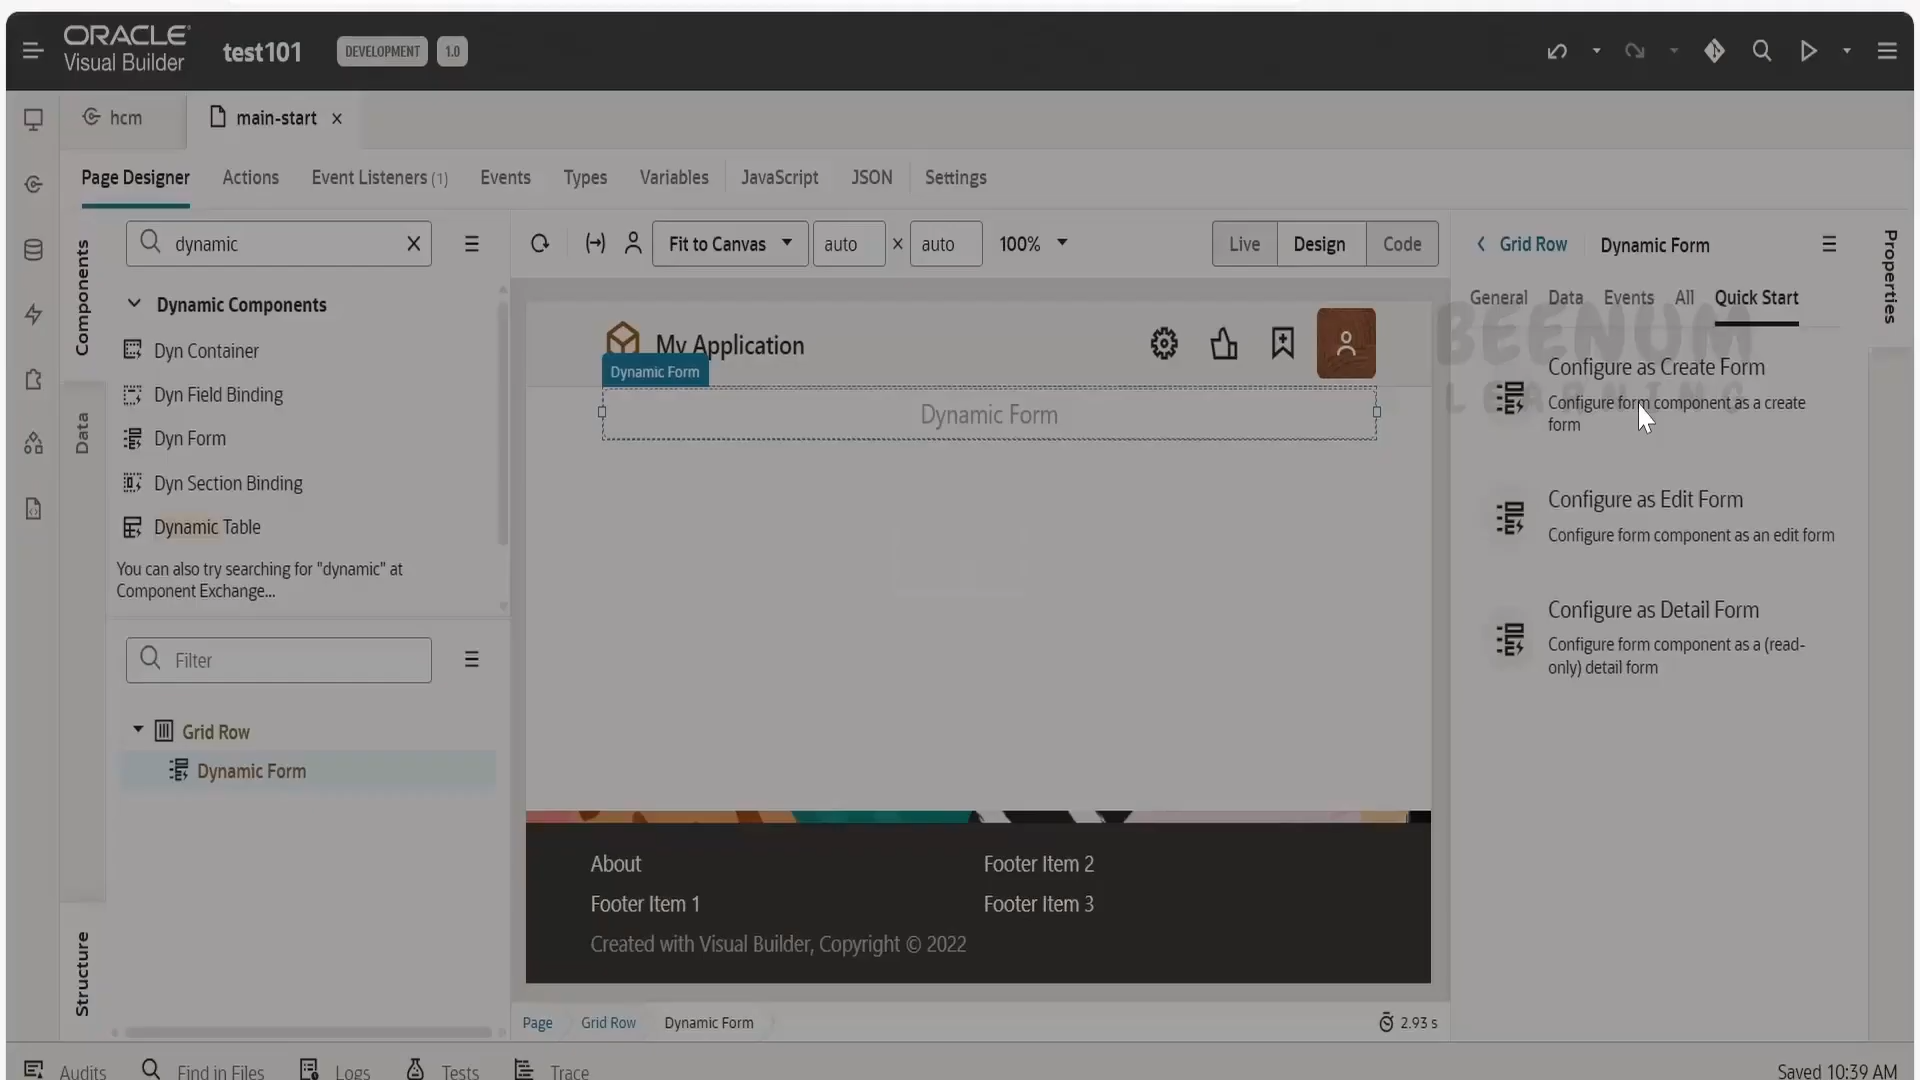 ORACLE
Visual Builder
test101
DEVELOPMENT
1.0
hcm
main-start
Page Designer
Actions
Event Listeners (1)
Events
Types
Variables
JavaScript
JSON
Settings
Components
Data
Structure
dynamic
Dynamic Components
Dyn Container
Dyn Field Binding
Dyn Form
Dyn Section Binding
Dynamic Table
You can also try searching for "dynamic" at
Component Exchange...
Filter
Grid Row
Dynamic Form
Fit to Canvas
auto
×
auto
100%
Live
Design
Code
My Application
Dynamic Form
Dynamic Form
About
Footer Item 2
Footer Item 1
Footer Item 3
Created with Visual Builder, Copyright © 2022
Page
Grid Row
Dynamic Form
2.93 s
Grid Row
Dynamic Form
Properties
General
Data
Events
All
Quick Start
BEENUM
LEARNING
Configure as Create Form
Configure form component as a create
form
Configure as Edit Form
Configure form component as an edit form
Configure as Detail Form
Configure form component as a (read-
only) detail form
Audits
Find in Files
Logs
Tests
Trace
Saved 10:39 AM